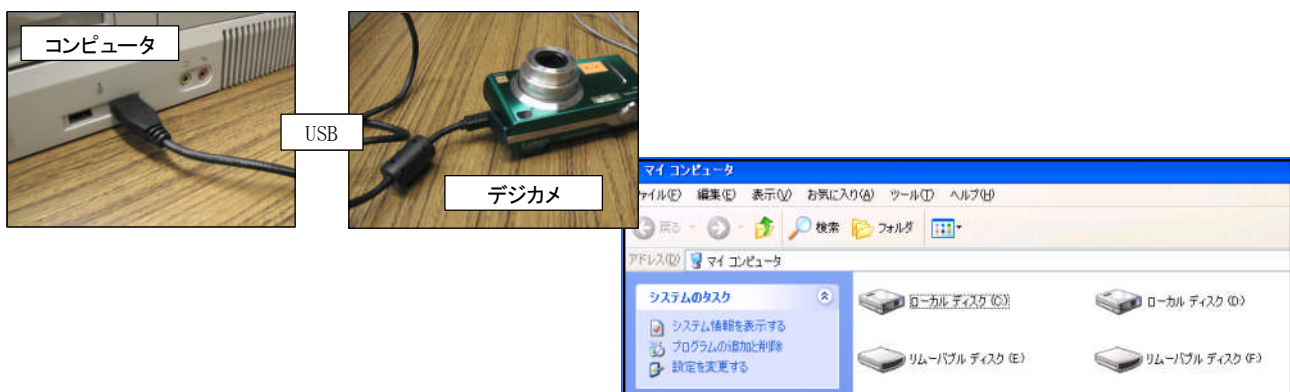 コンピュータ
USB
デジカメ
マイ コンピュータ
ァイル(F) 編集(E) 表示(V) お気に入り(A) ツール(T) ヘルプ(H)
戻る 検索 フォルダ
アドレス(D) マイ コンピュータ
システムのタスク
システム情報を表示する
プログラムの追加と削除
設定を変更する
ローカル ディスク (C:) ローカル ディスク (D:)
リムーバブル ディスク (E:) リムーバブル ディスク (F:)